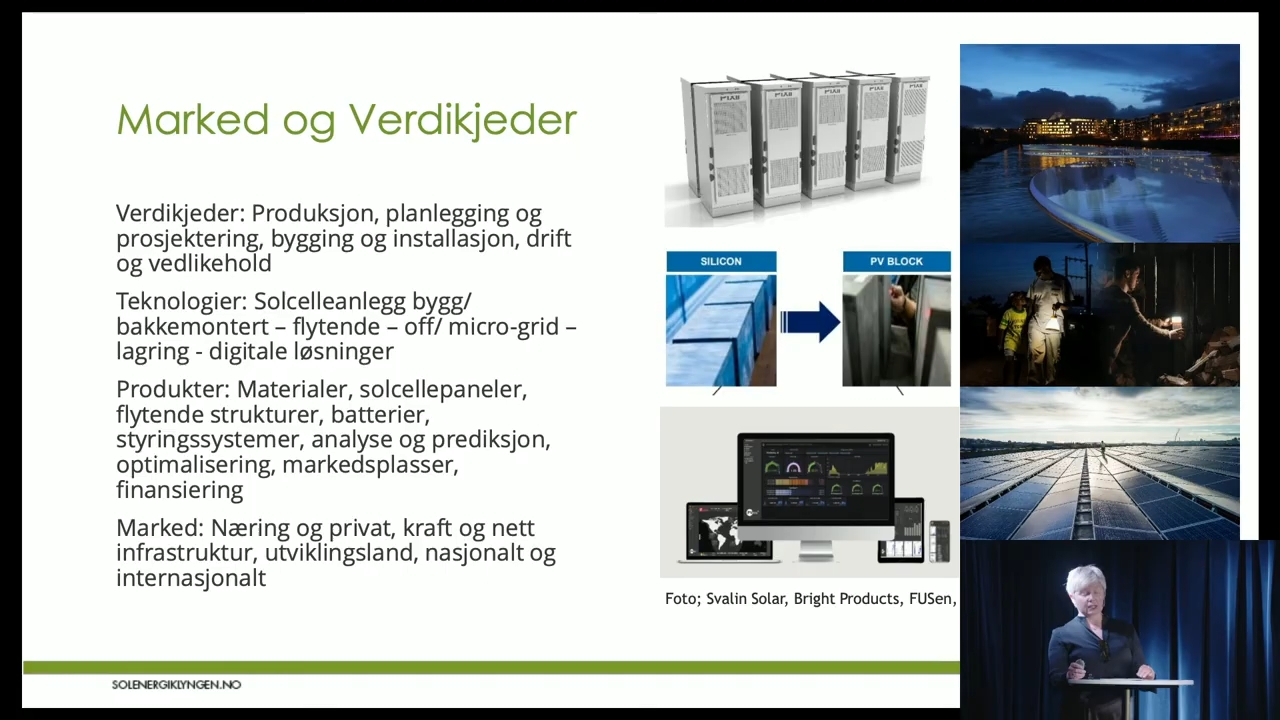 Marked og Verdikjeder
Verdikjeder: Produksjon, planlegging og
prosjektering, bygging og installasjon, drift
og vedlikehold
Teknologier: Solcelleanlegg bygg/
bakkemontert – flytende – off/ micro-grid –
lagring - digitale løsninger
Produkter: Materialer, solcellepaneler,
flytende strukturer, batterier,
styringssystemer, analyse og prediksjon,
optimalisering, markedsplasser,
finansiering
Marked: Næring og privat, kraft og nett
infrastruktur, utviklingsland, nasjonalt og
internasjonalt
SILICON
PV BLOCK
Foto; Svalin Solar, Bright Products, FUSen,
SOLENERGIKLYNGEN.NO